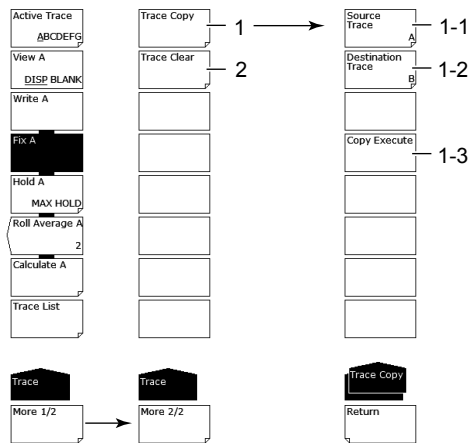 Active Trace
ABCDEFG
View A
DISP BLANK
Write A
Fix A
Hold A
MAX HOLD
Roll Average A
2
Calculate A
Trace List
Trace
More 1/2
Trace Copy
1
Trace Clear
2
Trace
More 2/2
Source
Trace
A
1-1
Destination
Trace
B
1-2
Copy Execute
1-3
Trace Copy
Return